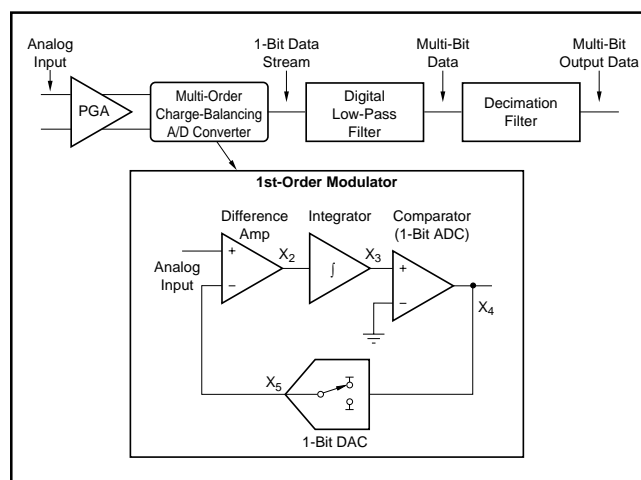 Analog
Input
1-Bit Data
Stream
Multi-Bit
Data
Multi-Bit
Output Data
PGA
Multi-Order
Charge-Balancing
A/D Converter
Digital
Low-Pass
Filter
Decimation
Filter
1st-Order Modulator
Difference
Amp
Integrator
Comparator
(1-Bit ADC)
Analog
Input
+
−
X2
∫
X3
+
−
X4
X5
1-Bit DAC